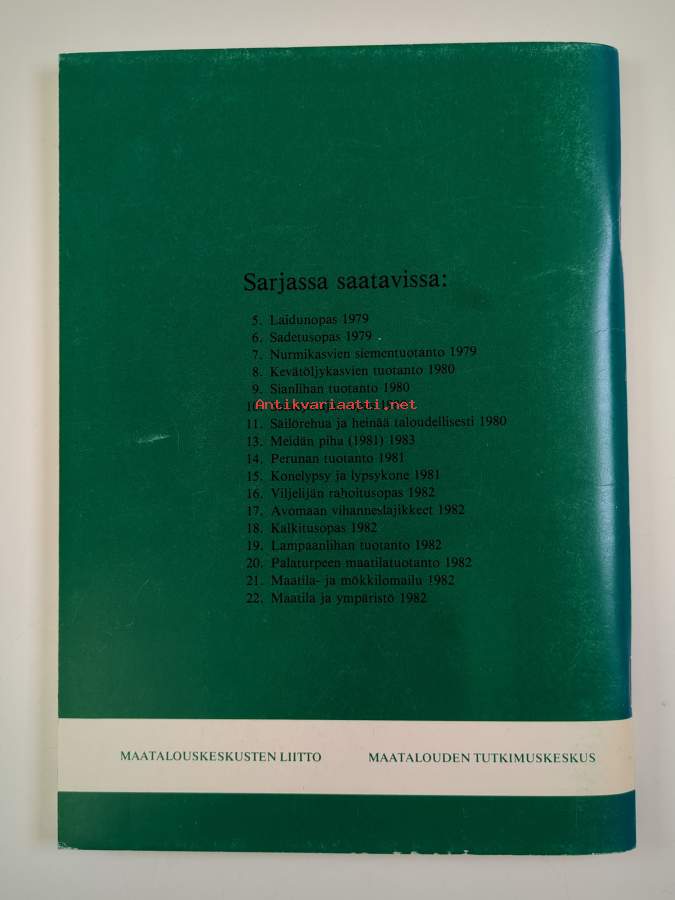 Sarjassa saatavissa:
5. Laidunopas 1979
6. Sadetusopas 1979
7. Nurmikasvien siementuotanto 1979
8. Kevätöljykasvien tuotanto 1980
9. Sianlihan tuotanto 1980
Antikvariaatti.net
10.
11. Säilörehua ja heinää taloudellisesti 1980
13. Meidän piha (1981) 1983
14. Perunan tuotanto 1981
15. Konelypsy ja lypsykone 1981
16. Viljelijän rahoitusopas 1982
17. Avomaan vihanneslajikkeet 1982
18. Kalkitusopas 1982
19. Lampaanlihan tuotanto 1982
20. Palaturpeen maatilatuotanto 1982
21. Maatila- ja mökkilomailu 1982
22. Maatila ja ympäristö 1982
MAATALOUSKESKUSTEN LIITTO MAATALOUDEN TUTKIMUSKESKUS